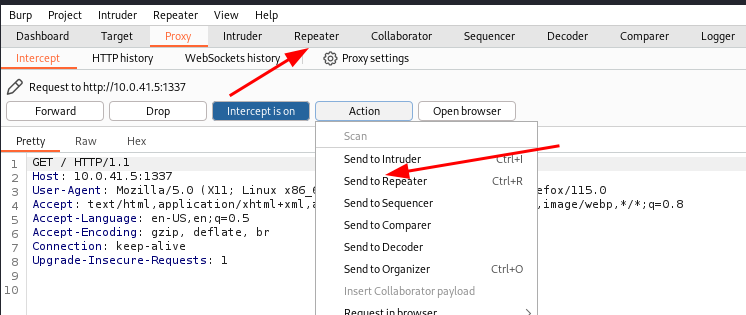 Burp Project Intruder Repeater View Help
Dashboard Target Proxy Intruder Repeater Collaborator Sequencer Decoder Comparer Logger
Intercept HTTP history WebSockets history Proxy settings
Request to http://10.0.41.5:1337
Forward Drop Intercept is on Action Open browser
Pretty Raw Hex
Scan
Send to Intruder Ctrl+I
Send to Repeater Ctrl+R
Send to Sequencer
Send to Comparer
Send to Decoder
Send to Organizer Ctrl+O
Insert Collaborator payload
Request in browser
1 GET / HTTP/1.1
2 Host: 10.0.41.5:1337
3 User-Agent: Mozilla/5.0 (X11; Linux x86_6 efox/115.0
4 Accept: text/html,application/xhtml+xml,a ,image/webp,*/*;q=0.8
5 Accept-Language: en-US,en;q=0.5
6 Accept-Encoding: gzip, deflate, br
7 Connection: keep-alive
8 Upgrade-Insecure-Requests: 1
9
10